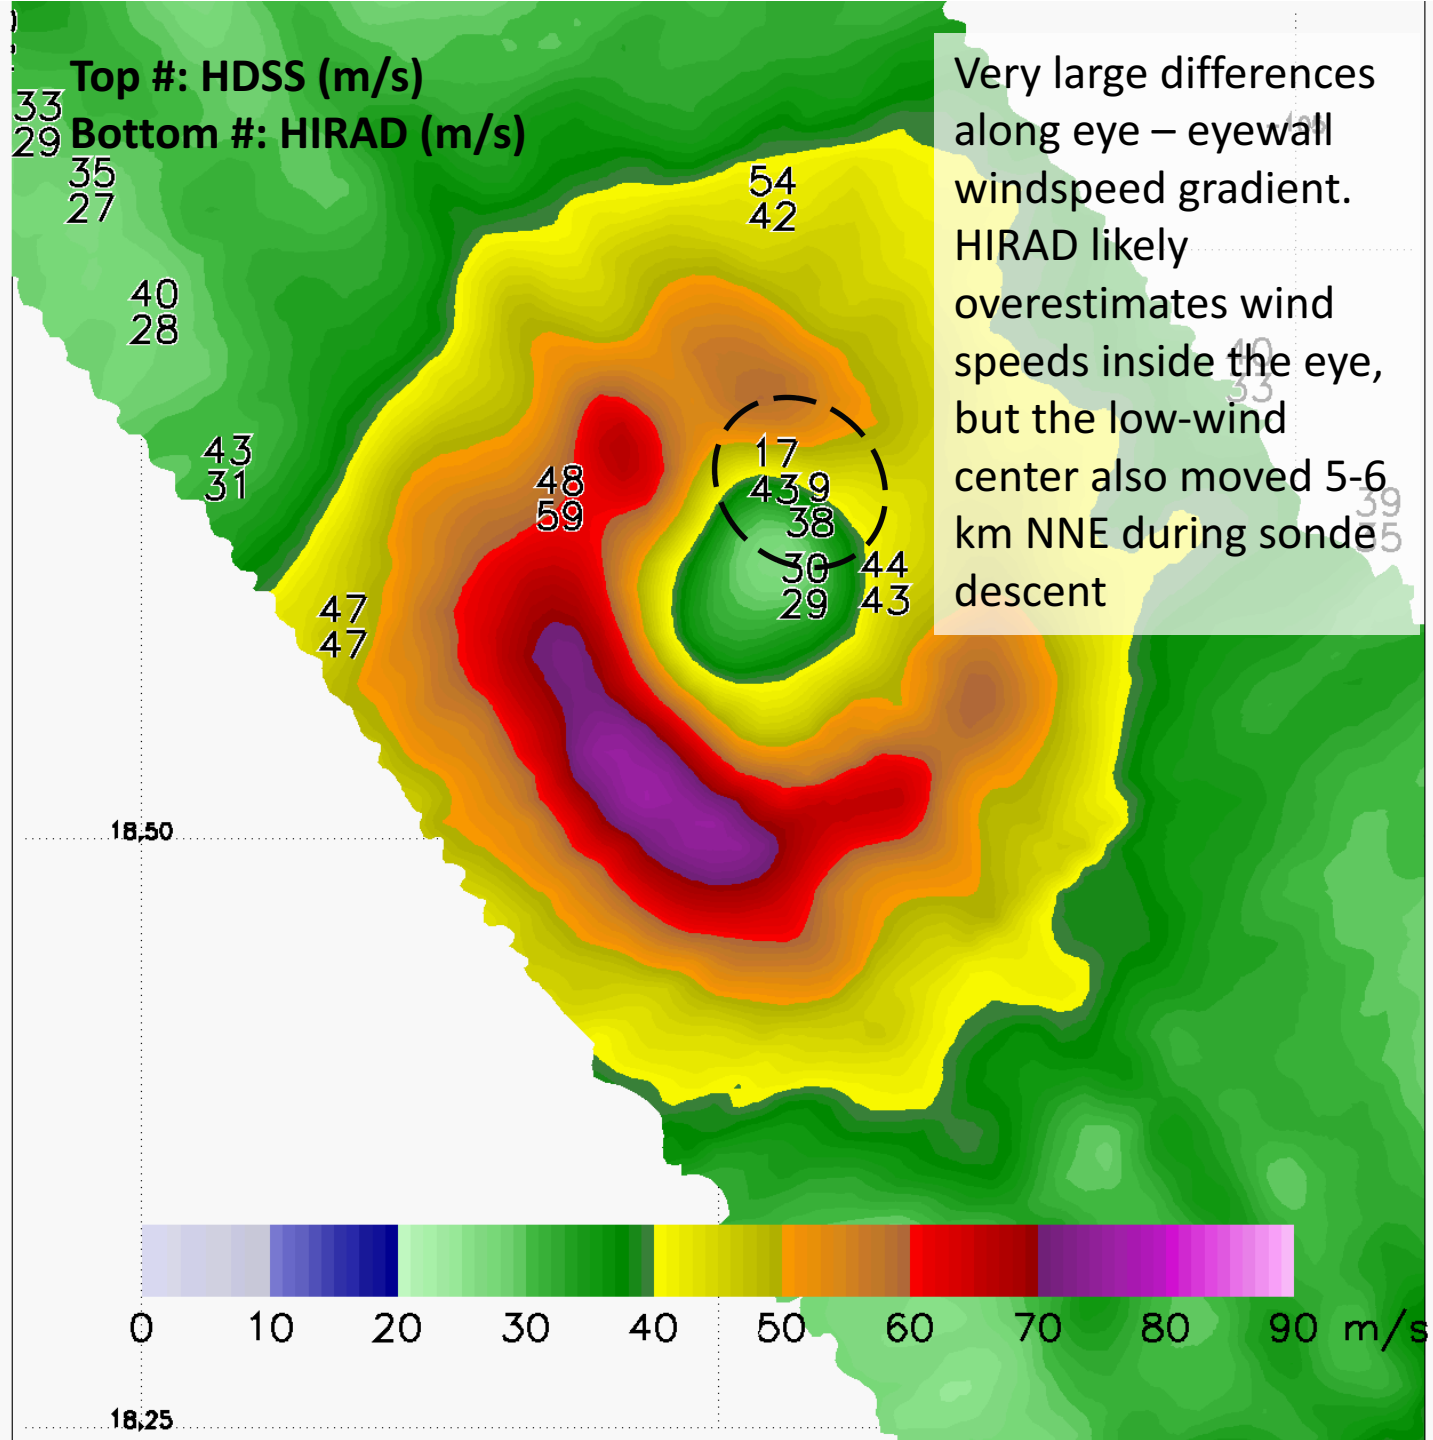 Top #: HDSS (m/s)
Bottom #: HIRAD (m/s)
Very large differences
along eye – eyewall
windspeed gradient.
HIRAD likely
overestimates wind
speeds inside the eye,
but the low-wind
center also moved 5-6
km NNE during sonde
descent
33
29
35
27
54
42
40
28
40
33
43
31
17
43
9
38
48
59
39
30
29
44
43
47
47
18.50
0 10 20 30 40 50 60 70 80 90 m/s
18.25